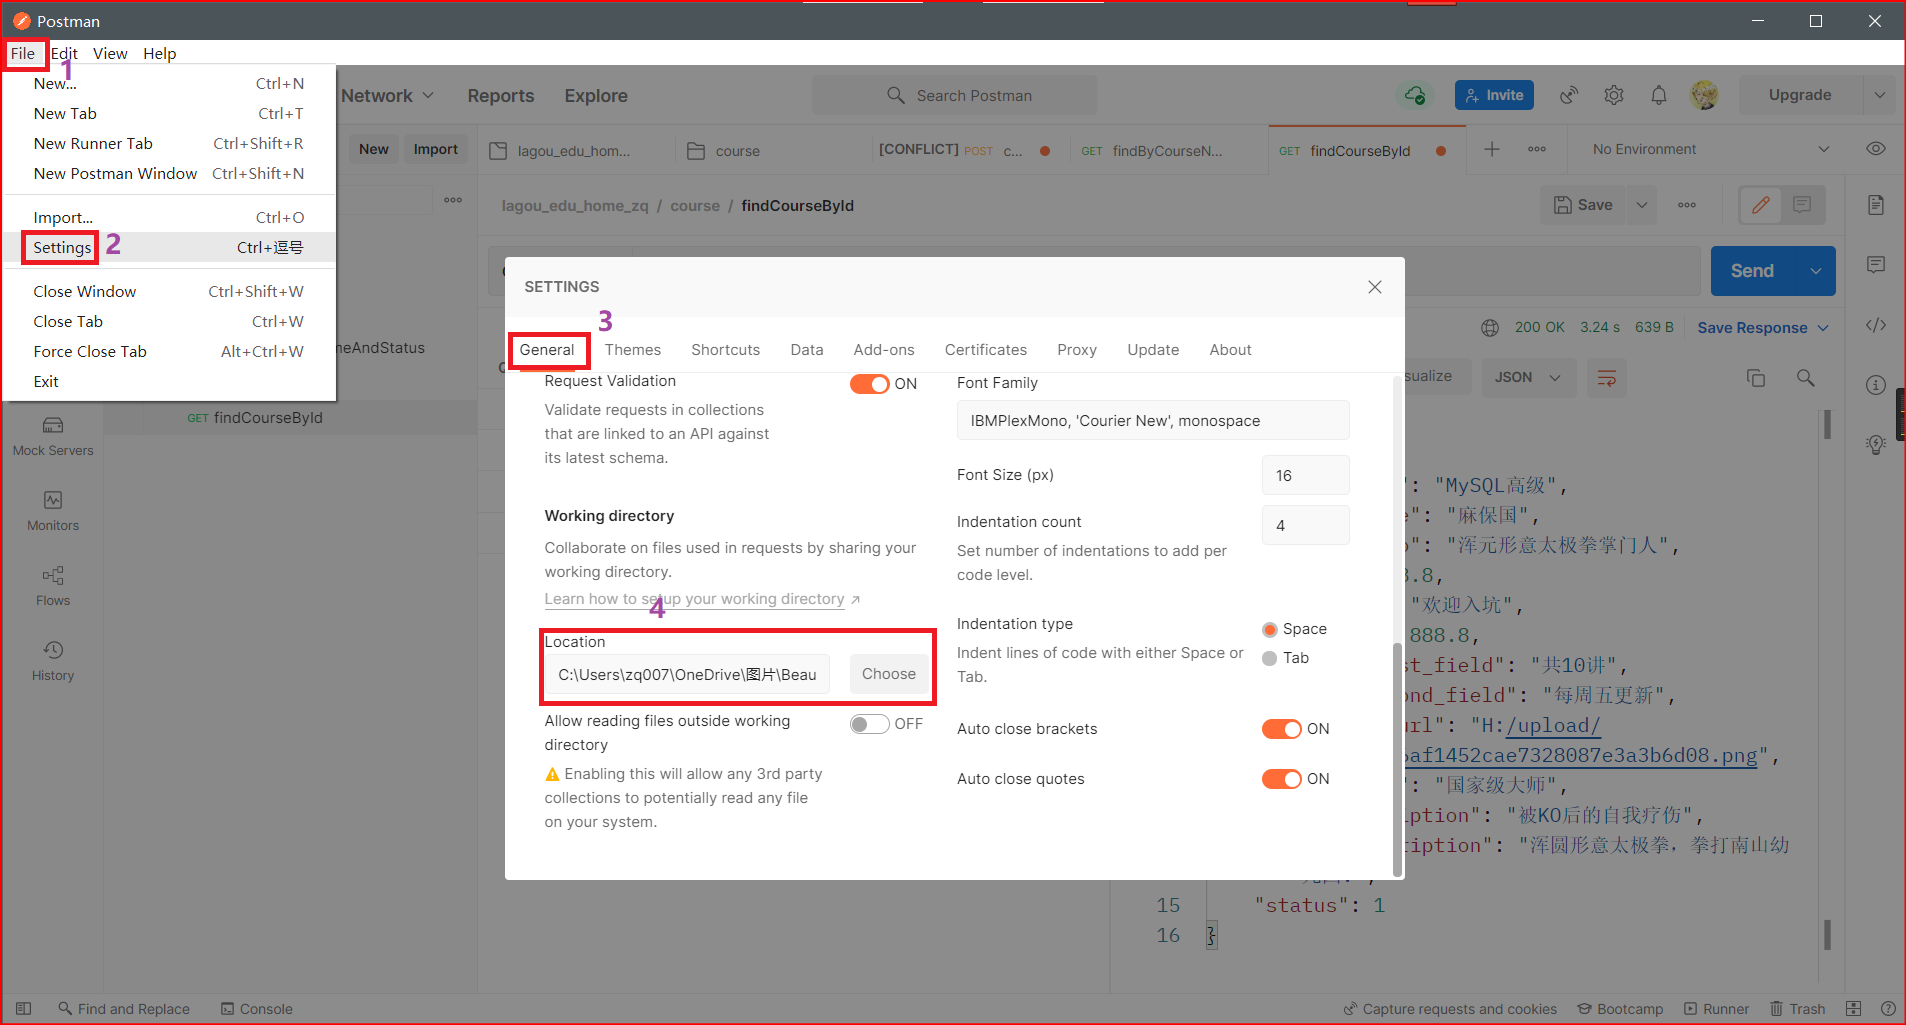 Postman
File Edit View Help
1
New... Ctrl+N
New Tab Ctrl+T
New Runner Tab Ctrl+Shift+R
New Postman Window Ctrl+Shift+N
Import... Ctrl+O
Settings Ctrl+逗号
2
Close Window Ctrl+Shift+W
Close Tab Ctrl+W
Force Close Tab Alt+Ctrl+W
Exit
Network Reports Explore
Search Postman
Invite
Upgrade
New Import
lagou_edu_hom...
course
[CONFLICT] POST c...
GET findByCourseN...
GET findCourseById
No Environment
lagou_edu_home_zq / course / findCourseById
Save
Send
neAndStatus
GET findCourseById
Mock Servers
Monitors
Flows
History
SETTINGS
3
General Themes Shortcuts Data Add-ons Certificates Proxy Update About
Request Validation ON
Validate requests in collections
that are linked to an API against
its latest schema.
Working directory
Collaborate on files used in requests by sharing your
working directory.
Learn how to setup your working directory
4
Location
C:\Users\zq007\OneDrive\图片\Beau
Choose
Allow reading files outside working
directory
OFF
Enabling this will allow any 3rd party
collections to potentially read any file
on your system.
Font Family
IBMPlexMono, 'Courier New', monospace
Font Size (px) 16
Indentation count 4
Set number of indentations to add per
code level.
Indentation type
Space
Indent lines of code with either Space or
Tab.
Tab
Auto close brackets ON
Auto close quotes ON
200 OK 3.24 s 639 B Save Response
sualize JSON
": "MySQL高级",
e": "麻保国",
": "浑元形意太极拳掌门人",
.8,
"欢迎入坑",
888.8,
st_field": "共10讲",
ond_field": "每周五更新",
url": "H:/upload/
af1452cae7328087e3a3b6d08.png",
": "国家级大师",
iption": "被KO后的自我疗伤",
tiption": "浑圆形意太极拳，拳打南山幼
15 "status": 1
16 }
Find and Replace Console
Capture requests and cookies Bootcamp Runner Trash